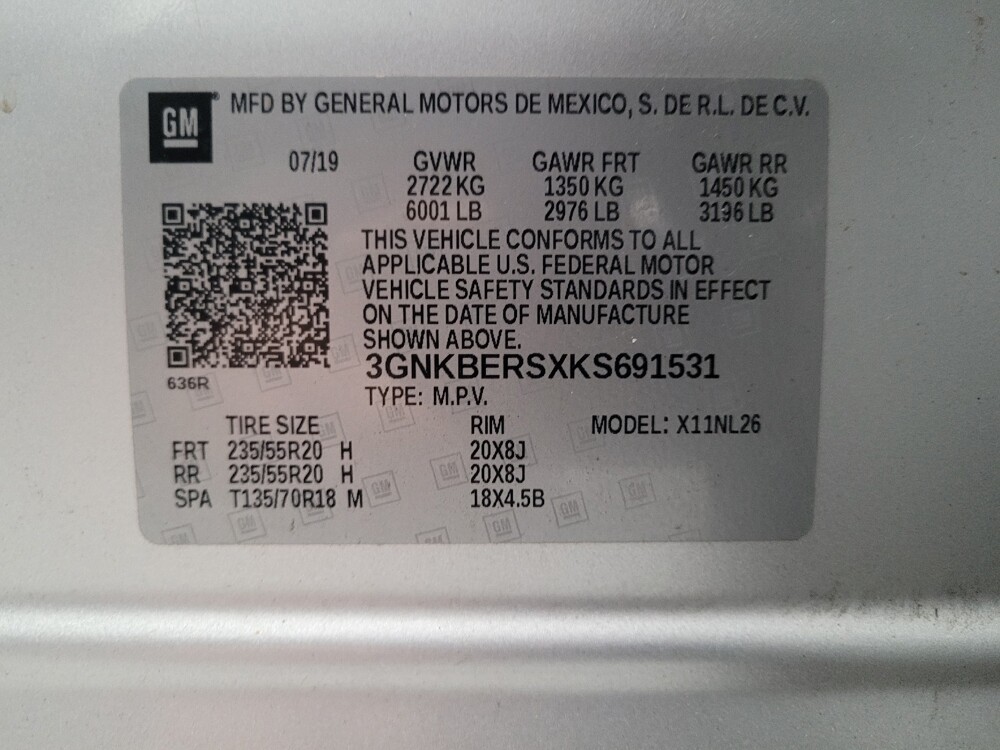 GM MFD BY GENERAL MOTORS DE MEXICO, S. DE R.L. DE C.V.
07/19 GVWR GAWR FRT GAWR RR
2722 KG 1350 KG 1450 KG
6001 LB 2976 LB 3196 LB
THIS VEHICLE CONFORMS TO ALL
APPLICABLE U.S. FEDERAL MOTOR
VEHICLE SAFETY STANDARDS IN EFFECT
ON THE DATE OF MANUFACTURE
SHOWN ABOVE.
3GNKBERSXKS691531
636R
TYPE: M.P.V.
TIRE SIZE RIM MODEL: X11NL26
FRT 235/55R20 H 20X8J
RR 235/55R20 H 20X8J
SPA T135/70R18 M 18X4.5B